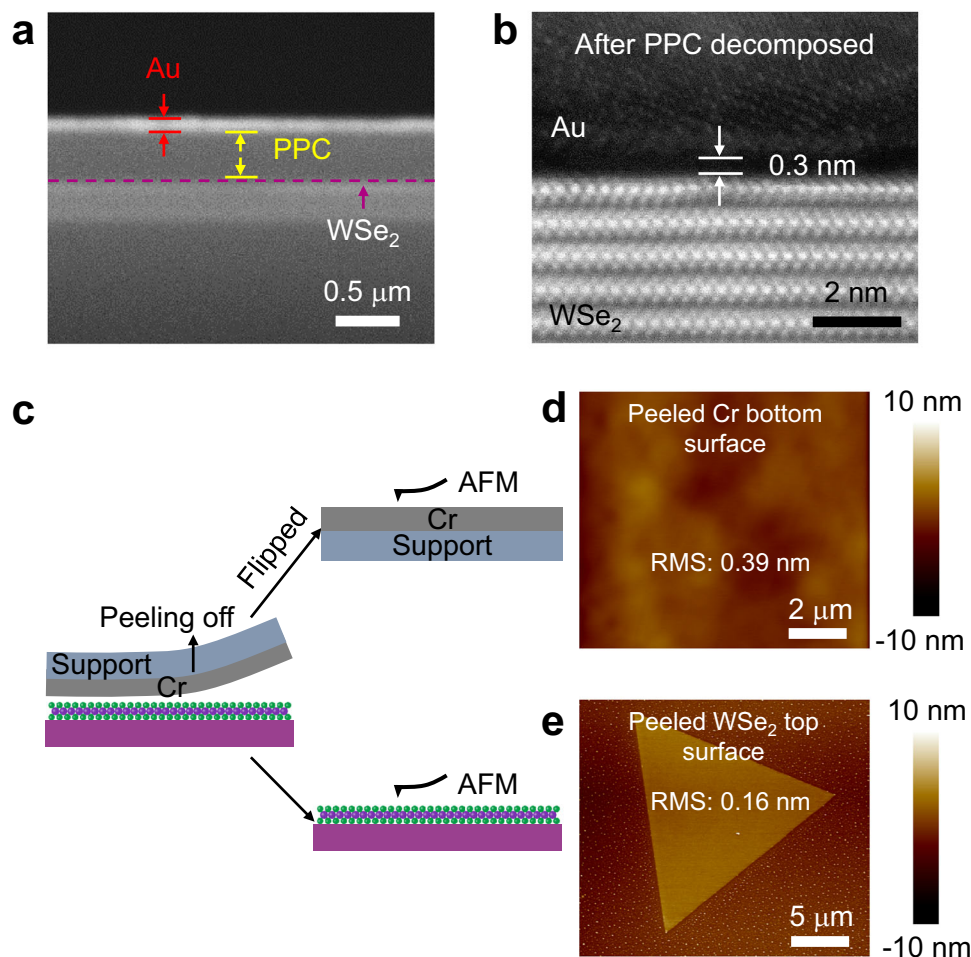 a
Au
PPC
WSe₂
0.5 μm
b
After PPC decomposed
Au
0.3 nm
2 nm
WSe₂
c
AFM
Cr
Support
Flipped
Peeling off
Support
Cr
AFM
d
Peeled Cr bottom
surface
RMS: 0.39 nm
2 μm
10 nm
-10 nm
e
Peeled WSe₂ top
surface
RMS: 0.16 nm
5 μm
10 nm
-10 nm